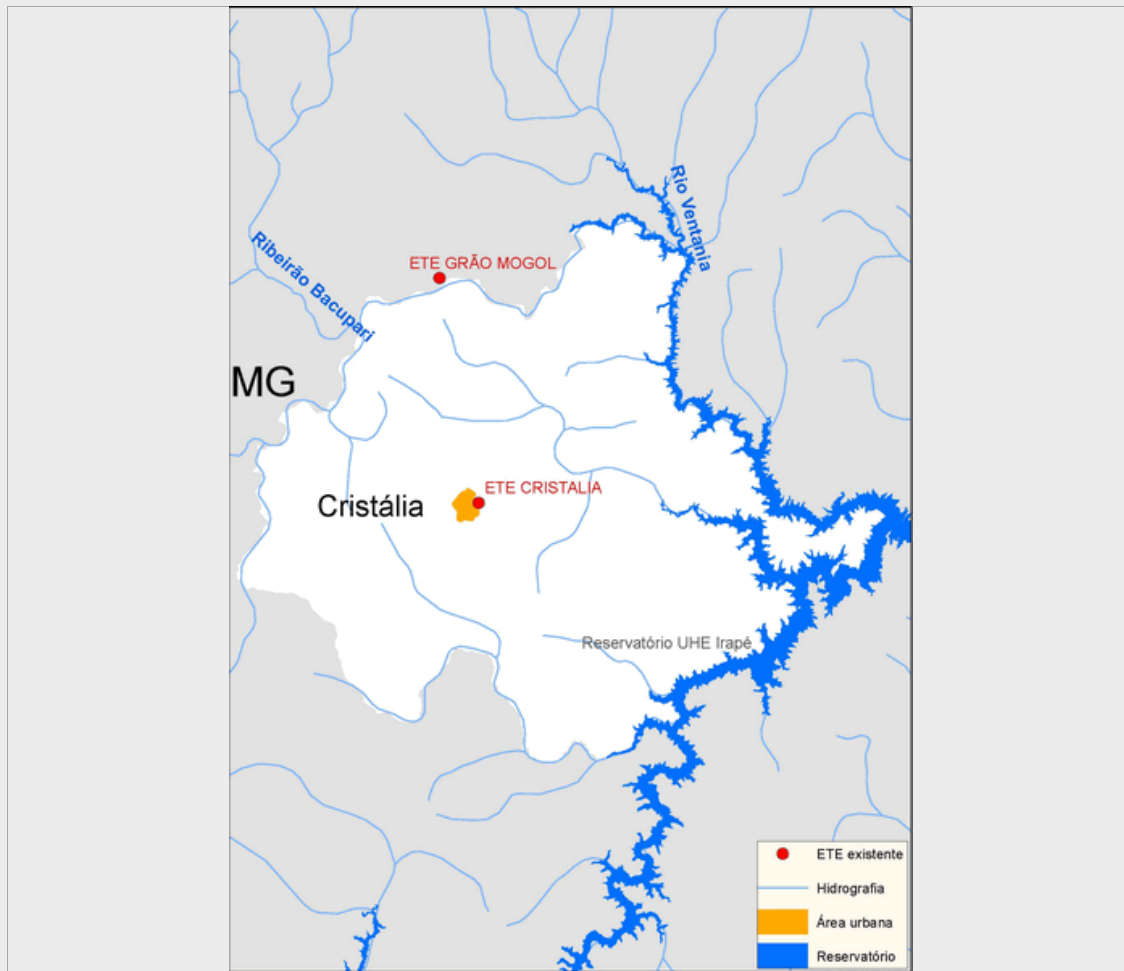 Rio Ventania
Ribeirão Bacupari
ETE GRÃO MOGOL
MG
ETE CRISTALIA
Cristália
Reservatório UHE Irapé
ETE existente
Hidrografia
Área urbana
Reservatório